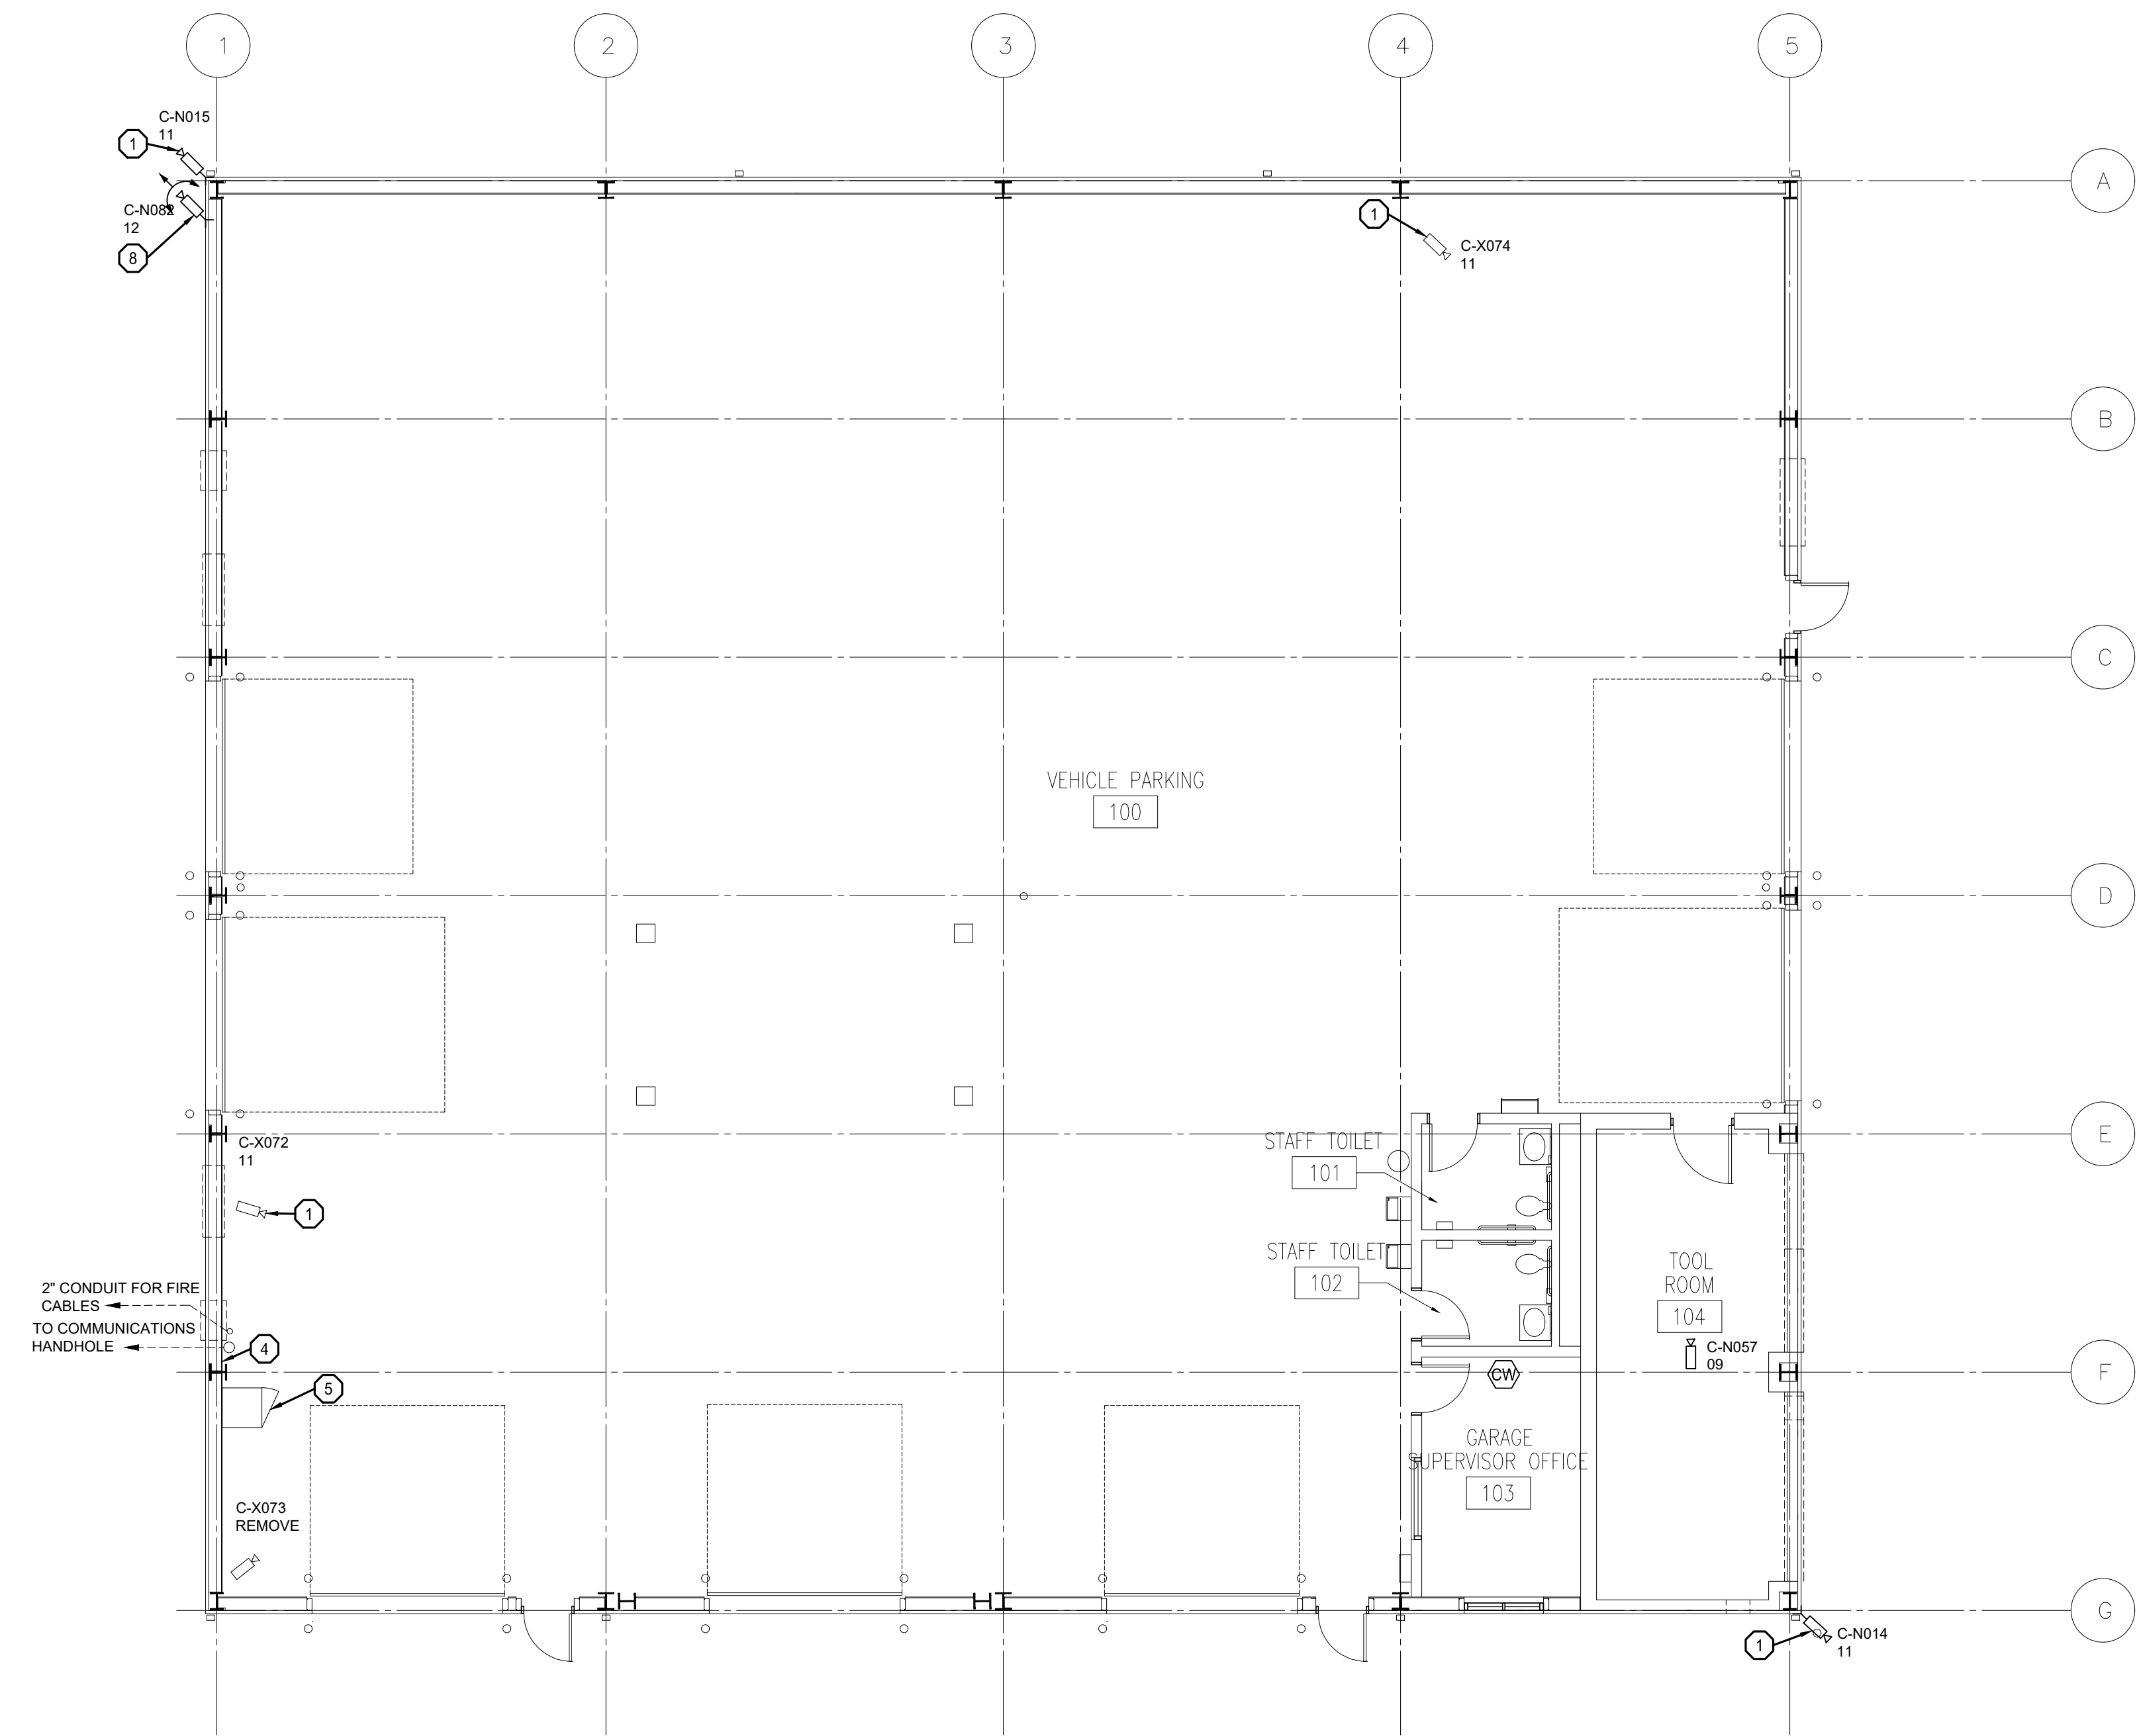 1
2
3
4
5
C-N015
11
1
A
C-N082
12
8
1
C-X074
11
B
C
VEHICLE PARKING
100
D
E
C-X072
11
1
STAFF TOILET
101
STAFF TOILET
102
TOOL
ROOM
104
C-N057
09
2" CONDUIT FOR FIRE
CABLES
TO COMMUNICATIONS
HANDHOLE
4
5
CW
F
GARAGE
SUPERVISOR OFFICE
103
C-X073
REMOVE
G
1
C-N014
11